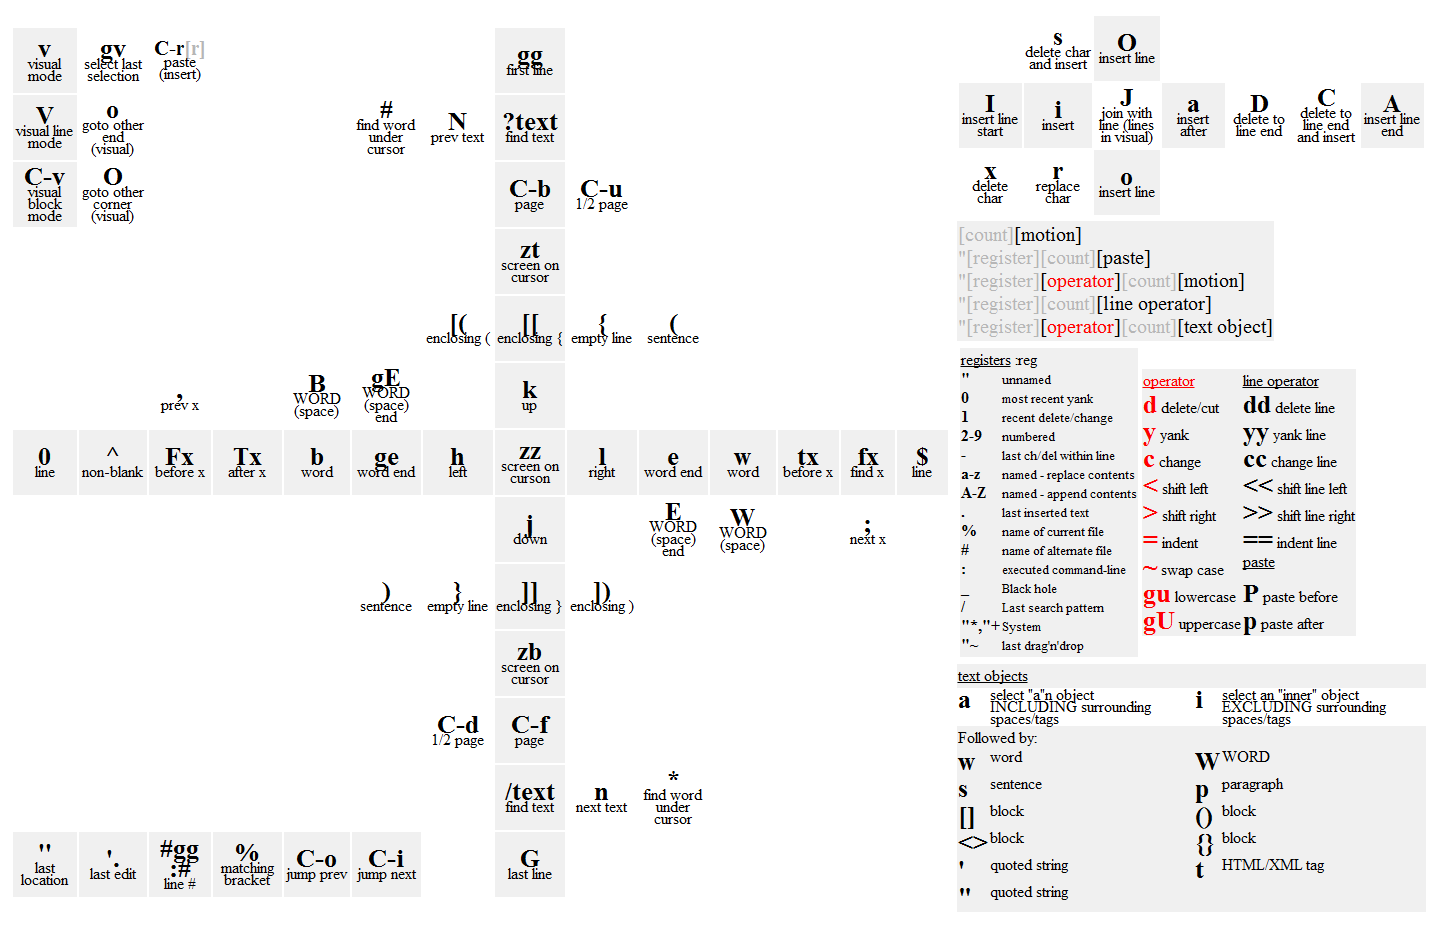 v
visual
mode
gv
select last
selection
C-r[r]
paste
(insert)
gg
first line
V
visual line
mode
o
goto other
end
(visual)
#
find word
under
cursor
N
prev text
?text
find text
C-v
visual
block
mode
O
goto other
corner
(visual)
C-b
page
C-u
1/2 page
zt
screen on
cursor
[(
enclosing (
[[
enclosing {
{
empty line
(
sentence
,
prev x
B
WORD
(space)
gE
WORD
(space)
end
k
up
0
line
^
non-blank
Fx
before x
Tx
after x
b
word
ge
word end
h
left
zz
screen on
curson
l
right
e
word end
w
word
tx
before x
fx
find x
$
line
j
down
E
WORD
(space)
end
W
WORD
(space)
;
next x
)
sentence
}
empty line
]]
enclosing }
])
enclosing )
zb
screen on
cursor
C-d
1/2 page
C-f
page
/text
find text
n
next text
*
find word
under
cursor
''
last
location
'.
last edit
#gg
:#
line #
%
matching
bracket
C-o
jump prev
C-i
jump next
G
last line
s
delete char
and insert
O
insert line
I
insert line
start
i
insert
J
join with
line (lines
in visual)
a
insert
after
D
delete to
line end
C
delete to
line end
and insert
A
insert line
end
x
delete
char
r
replace
char
o
insert line
[count][motion]
"[register][count][paste]
"[register][operator][count][motion]
"[register][count][line operator]
"[register][operator][count][text object]
registers :reg
" unnamed
0 most recent yank
1 recent delete/change
2-9 numbered
- last ch/del within line
a-z named - replace contents
A-Z named - append contents
. last inserted text
% name of current file
# name of alternate file
: executed command-line
_ Black hole
/ Last search pattern
"*,"+ System
"~ last drag'n'drop
operator
d delete/cut
y yank
c change
< shift left
> shift right
= indent
~ swap case
gu lowercase
gU uppercase
line operator
dd delete line
yy yank line
cc change line
<< shift line left
>> shift line right
== indent line
paste
P paste before
p paste after
text objects
a select "a"n object
INCLUDING surrounding
spaces/tags
i select an "inner" object
EXCLUDING surrounding
spaces/tags
Followed by:
w word
W WORD
s sentence
p paragraph
[] block
() block
<> block
{} block
' quoted string
t HTML/XML tag
" quoted string